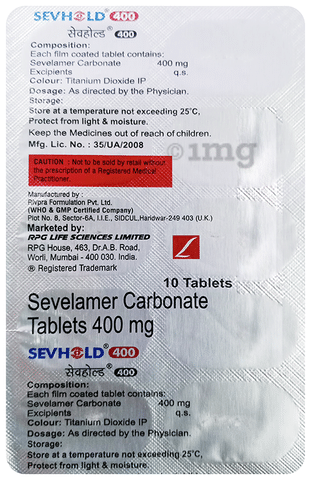 SEVHOLD® 400
सेवहोल्ड® 400
Composition:
Each film coated tablet contains:
Sevelamer Carbonate 400 mg
Excipients q.s.
Colour: Titanium Dioxide IP
Dosage: As directed by the Physician.
Storage:
Store at a temperature not exceeding 25°C,
Protect from light & moisture.
Keep the Medicines out of reach of children.
Mfg. Lic. No. : 35/UA/2008
1mg
CAUTION : Not to be sold by retail without
the prescription of a Registered Medical
Practitioner.
Manufactured by :
Rivpra Formulation Pvt. Ltd.
(WHO & GMP Certified Company)
Plot No. 8, Sector-6A, I.I.E., SIDCUL,Haridwar-249 403 (U.K.)
Marketed by:
RPG LIFE SCIENCES LIMITED
RPG House, 463, Dr.A.B. Road,
Worli, Mumbai - 400 030. India.
® Registered Trademark
10 Tablets
Sevelamer Carbonate
Tablets 400 mg
SEVHOLD® 400
सेवहोल्ड® 400
Composition:
Each film coated tablet contains:
Sevelamer Carbonate 400 mg
Excipients q.s.
Colour: Titanium Dioxide IP
Dosage: As directed by the Physician.
Storage:
Store at a temperature not exceeding 25°C,
Protect from light & moisture.